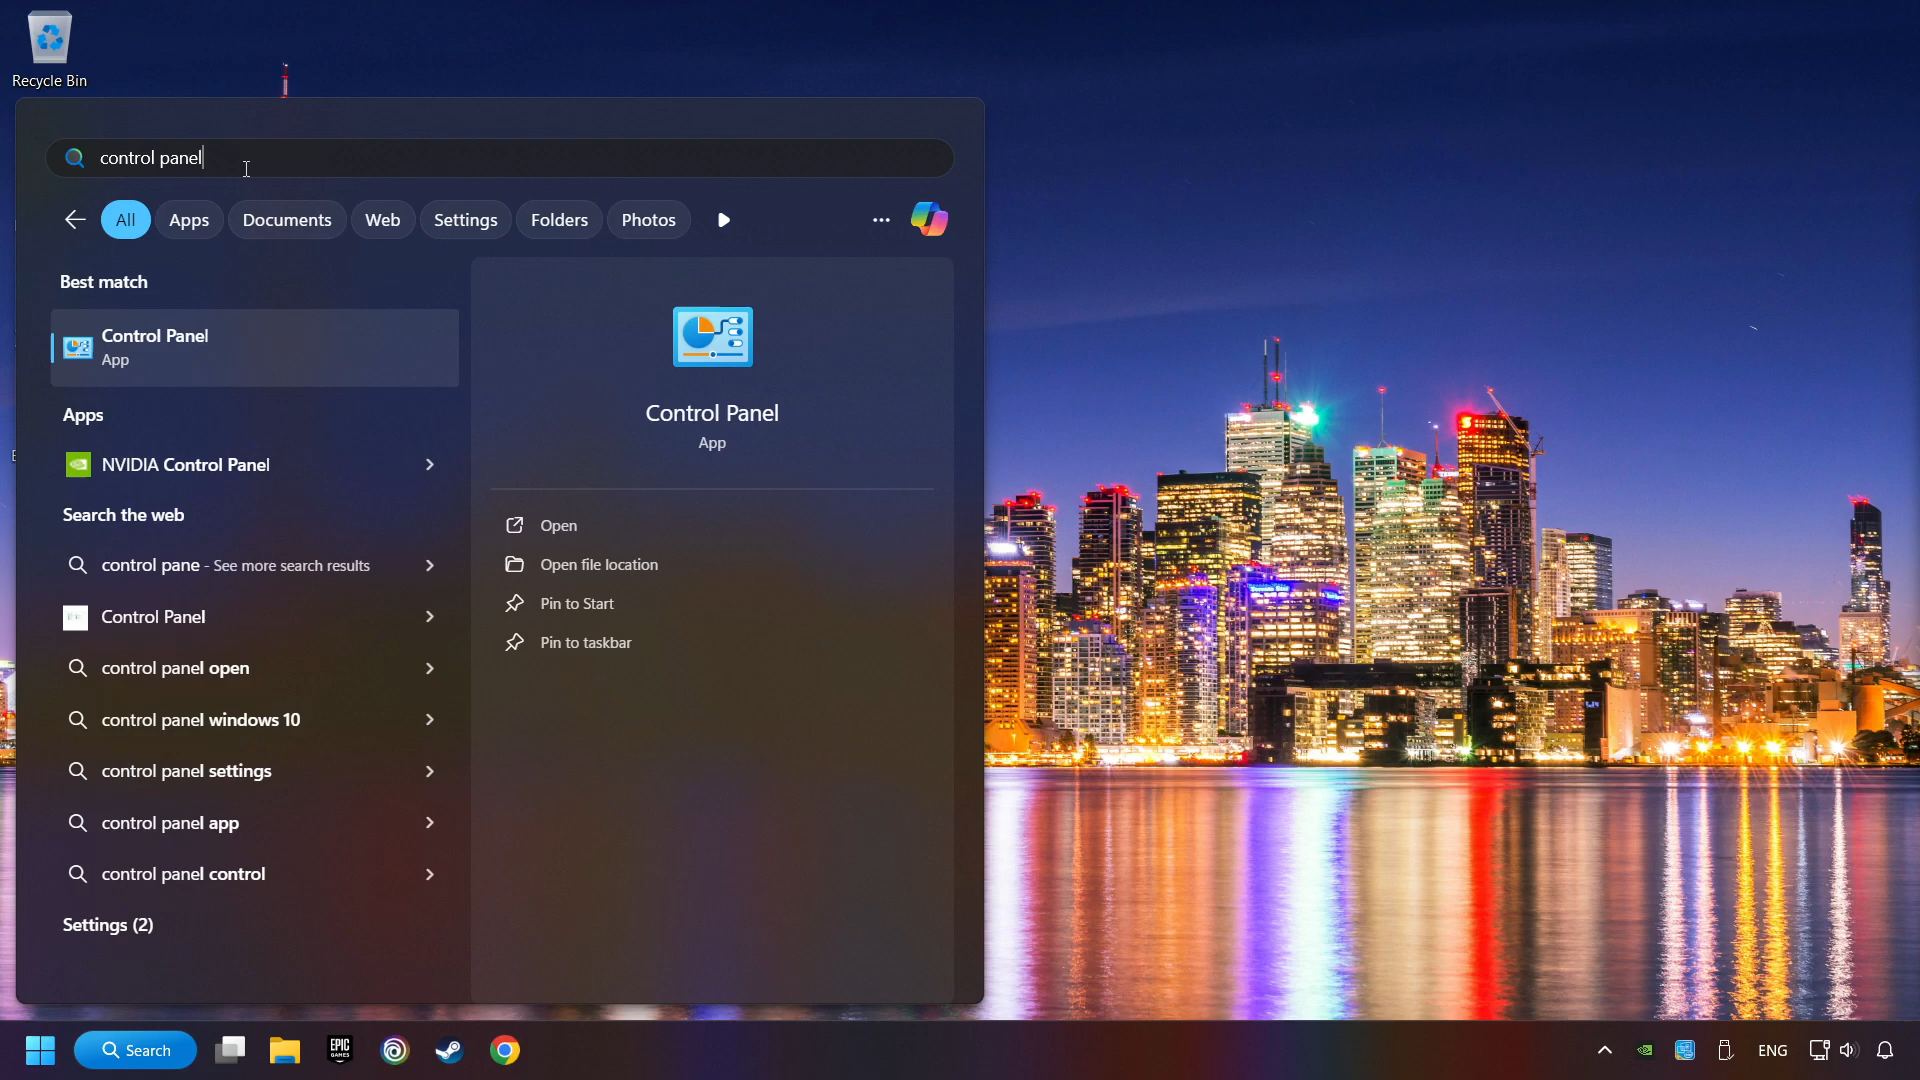 Recycle Bin
control panel
All Apps Documents Web Settings Folders Photos
Best match
Control Panel
App
Apps
NVIDIA Control Panel
Search the web
control pane - See more search results
Control Panel
control panel open
control panel windows 10
control panel settings
control panel app
control panel control
Settings (2)
Control Panel
App
Open
Open file location
Pin to Start
Pin to taskbar
Search
EPIC
GAMES
ENG